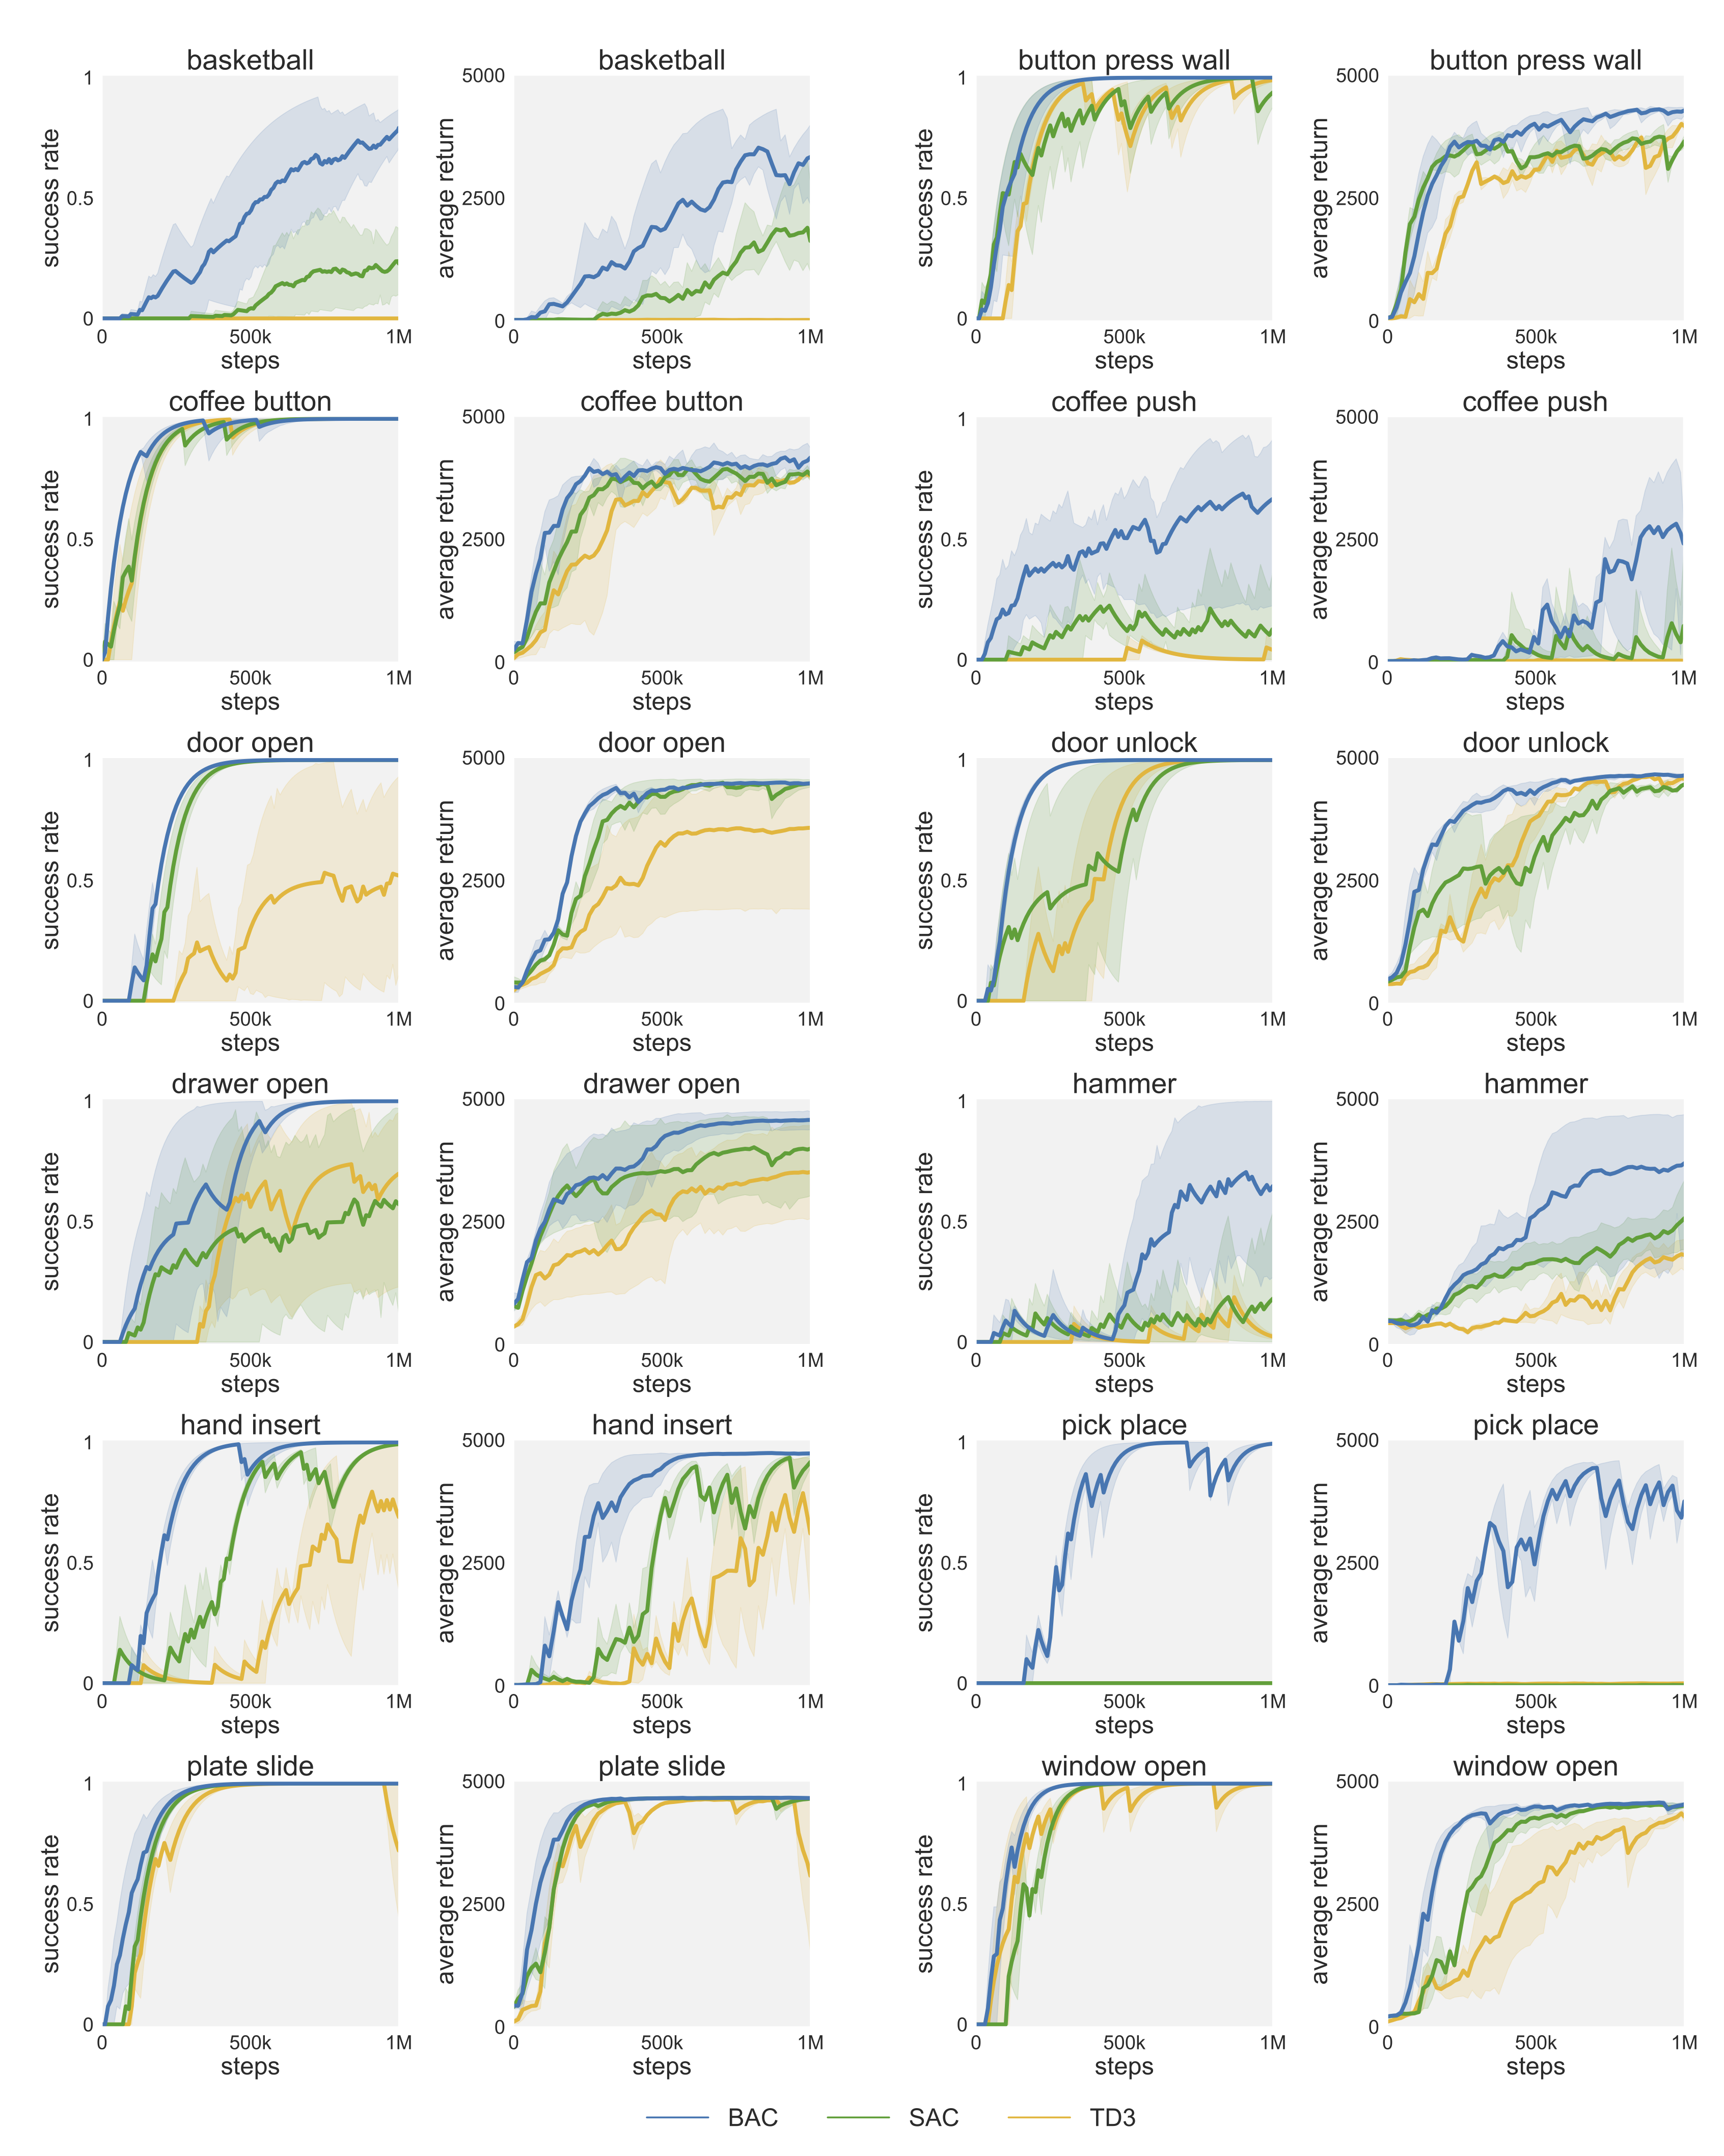 basketball basketball button press wall button press wall
1 5000 1 5000
success rate average return success rate average return
0.5 2500 0.5 2500
0 0 0 0
0 500k 1M 0 500k 1M 0 500k 1M 0 500k 1M
steps steps steps steps
coffee button coffee button coffee push coffee push
1 5000 1 5000
success rate average return success rate average return
0.5 2500 0.5 2500
0 0 0 0
0 500k 1M 0 500k 1M 0 500k 1M 0 500k 1M
steps steps steps steps
door open door open door unlock door unlock
1 5000 1 5000
success rate average return success rate average return
0.5 2500 0.5 2500
0 0 0 0
0 500k 1M 0 500k 1M 0 500k 1M 0 500k 1M
steps steps steps steps
drawer open drawer open hammer hammer
1 5000 1 5000
success rate average return success rate average return
0.5 2500 0.5 2500
0 0 0 0
0 500k 1M 0 500k 1M 0 500k 1M 0 500k 1M
steps steps steps steps
hand insert hand insert pick place pick place
1 5000 1 5000
success rate average return success rate average return
0.5 2500 0.5 2500
0 0 0 0
0 500k 1M 0 500k 1M 0 500k 1M 0 500k 1M
steps steps steps steps
plate slide plate slide window open window open
1 5000 1 5000
success rate average return success rate average return
0.5 2500 0.5 2500
0 0 0 0
0 500k 1M 0 500k 1M 0 500k 1M 0 500k 1M
steps steps steps steps
BAC SAC TD3